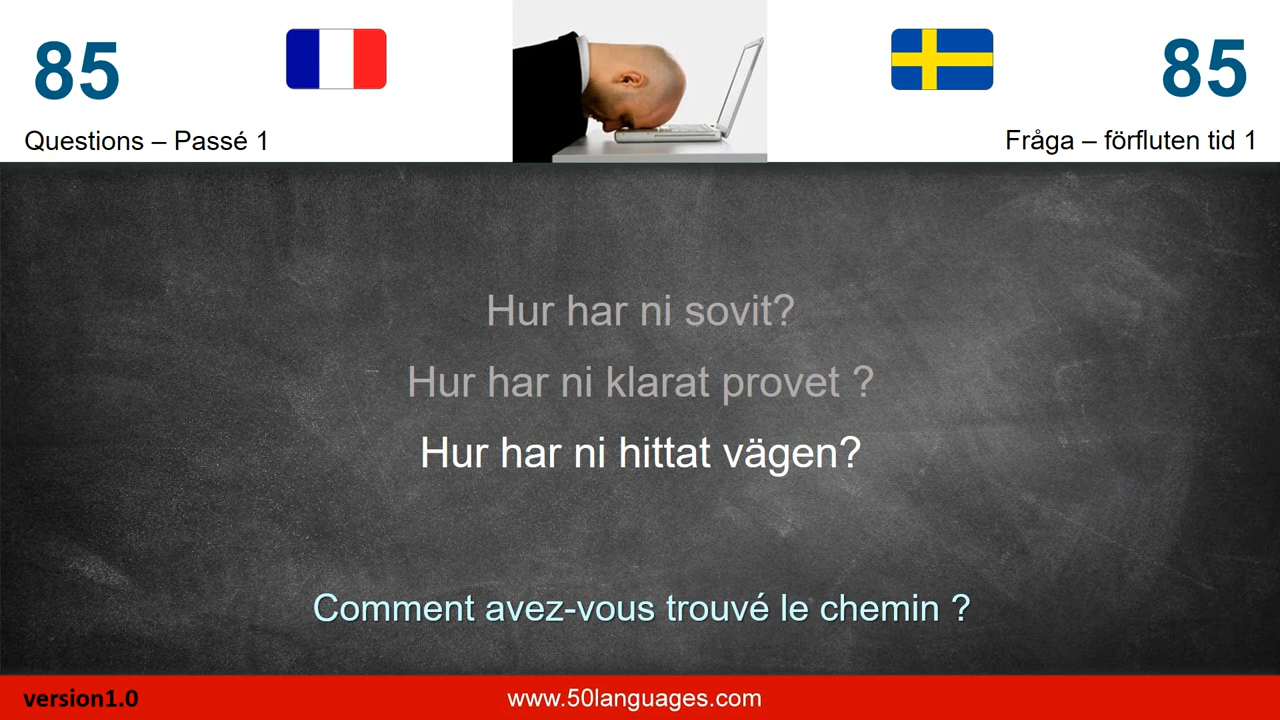 85
85
Questions – Passé 1
Fråga – förfluten tid 1
Hur har ni sovit?
Hur har ni klarat provet ?
Hur har ni hittat vägen?
Comment avez-vous trouvé le chemin ?
version1.0
www.50languages.com